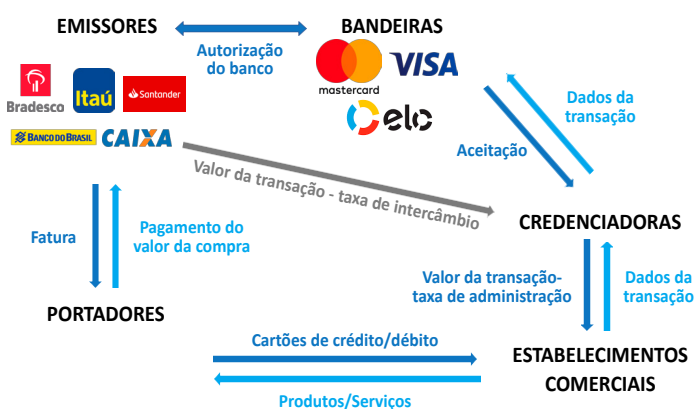 EMISSORES
BANDEIRAS
Autorização
do banco
mastercard
VISA
elo
Bradesco
Itaú
Santander
BANCO DO BRASIL
CAIXA
Dados da
transação
Aceitação
Valor da transação - taxa de intercâmbio
CREDENCIADORAS
Fatura
Pagamento do
valor da compra
Valor da transação-
taxa de administração
Dados da
transação
PORTADORES
Cartões de crédito/débito
Produtos/Serviços
ESTABELECIMENTOS
COMERCIAIS